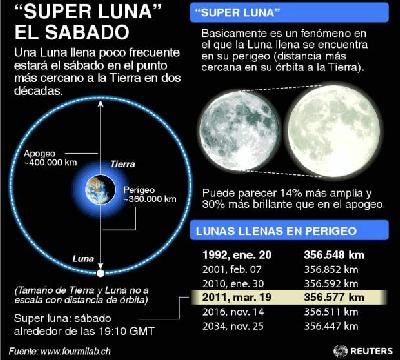 “SUPER LUNA”
EL SABADO
Una Luna llena poco frecuente
estará el sábado en el punto
más cercano a la Tierra en dos
décadas.
Apogeo
~400.000 km
Tierra
Perigeo
~360.000 km
Luna
(Tamaño de Tierra y Luna no a
escala con distancia de órbita)
Super luna: sábado
alrededor de las 19:10 GMT
Fuente: www.fourmilab.ch
“SUPER LUNA”
Basicamente es un fenómeno en
el que la Luna llena se encuentra
en su perigeo (distancia más
cercana en su órbita a la Tierra).
Puede parecer 14% más amplia y
30% más brillante que en el apogeo.
LUNAS LLENAS EN PERIGEO
1992, ene. 20 356.548 km
2001, feb. 07 356,852 km
2010, ene. 30 356.592 km
2011, mar. 19 356.577 km
2016, nov. 14 356.511 km
2034, nov. 25 356.447 km
REUTERS